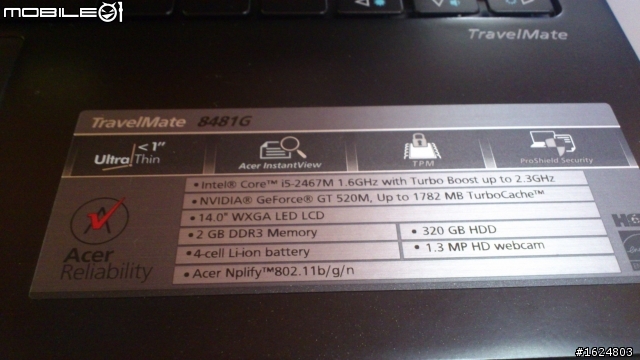 MOBILE01
TravelMate
TravelMate 8481G
Ultra Thin <1"
Acer InstantView
TPM
ProShield Security
• Intel® Core™ i5-2467M 1.6GHz with Turbo Boost up to 2.3GHz
• NVIDIA® GeForce® GT 520M, Up to 1782 MB TurboCache™
• 14.0" WXGA LED LCD
• 2 GB DDR3 Memory
• 320 GB HDD
• 4-cell Li-ion battery
• 1.3 MP HD webcam
• Acer Nplify™802.11b/g/n
Acer
Reliability
#1624803